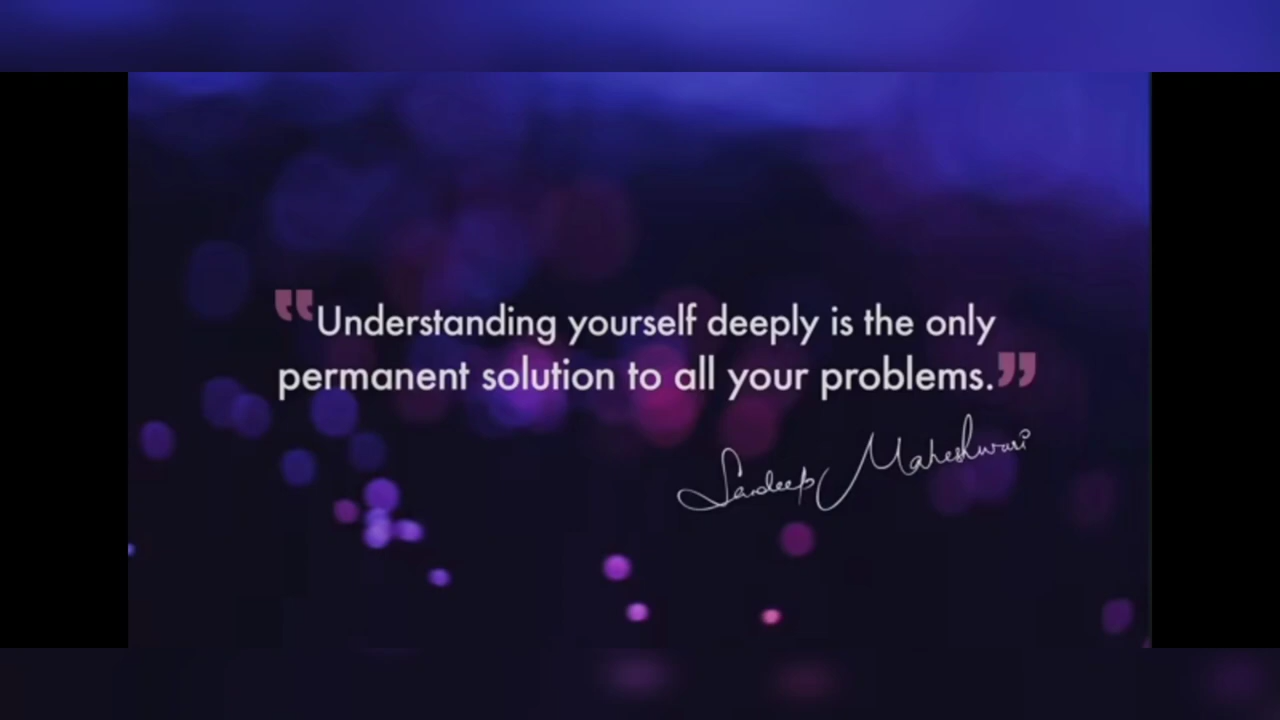 “Understanding yourself deeply is the only
permanent solution to all your problems.”
Sandeep Maheshwari